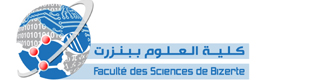 كلية العلوم ببنزرت
Faculté des Sciences de Bizerte